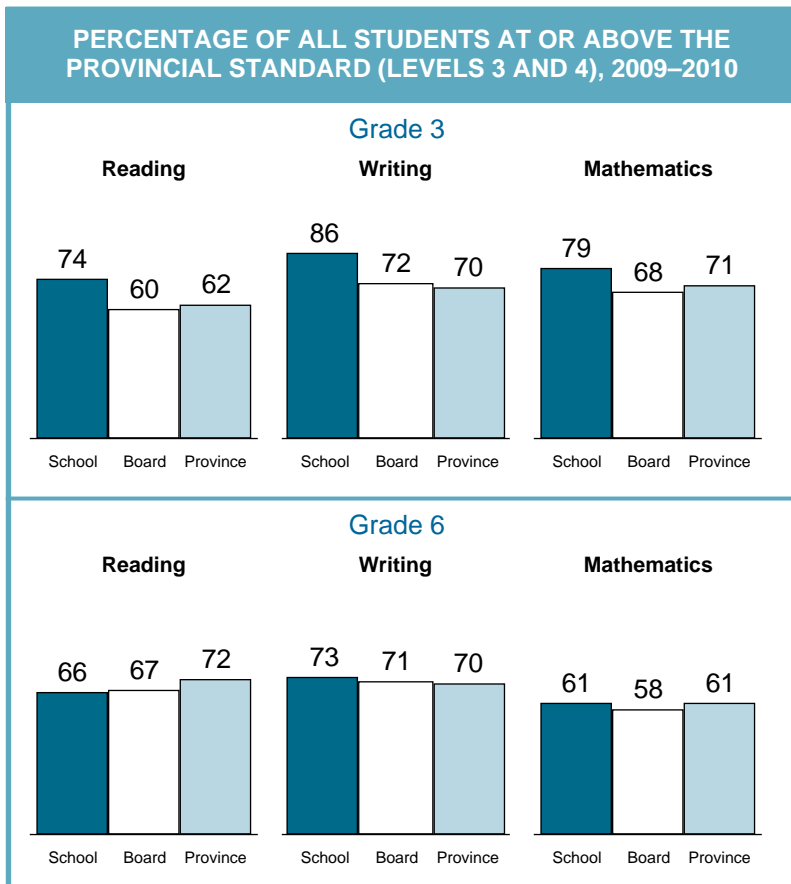 PERCENTAGE OF ALL STUDENTS AT OR ABOVE THE
PROVINCIAL STANDARD (LEVELS 3 AND 4), 2009–2010
Grade 3
Reading Writing Mathematics
74 60 62 86 72 70 79 68 71
School Board Province School Board Province School Board Province
Grade 6
Reading Writing Mathematics
66 67 72 73 71 70 61 58 61
School Board Province School Board Province School Board Province